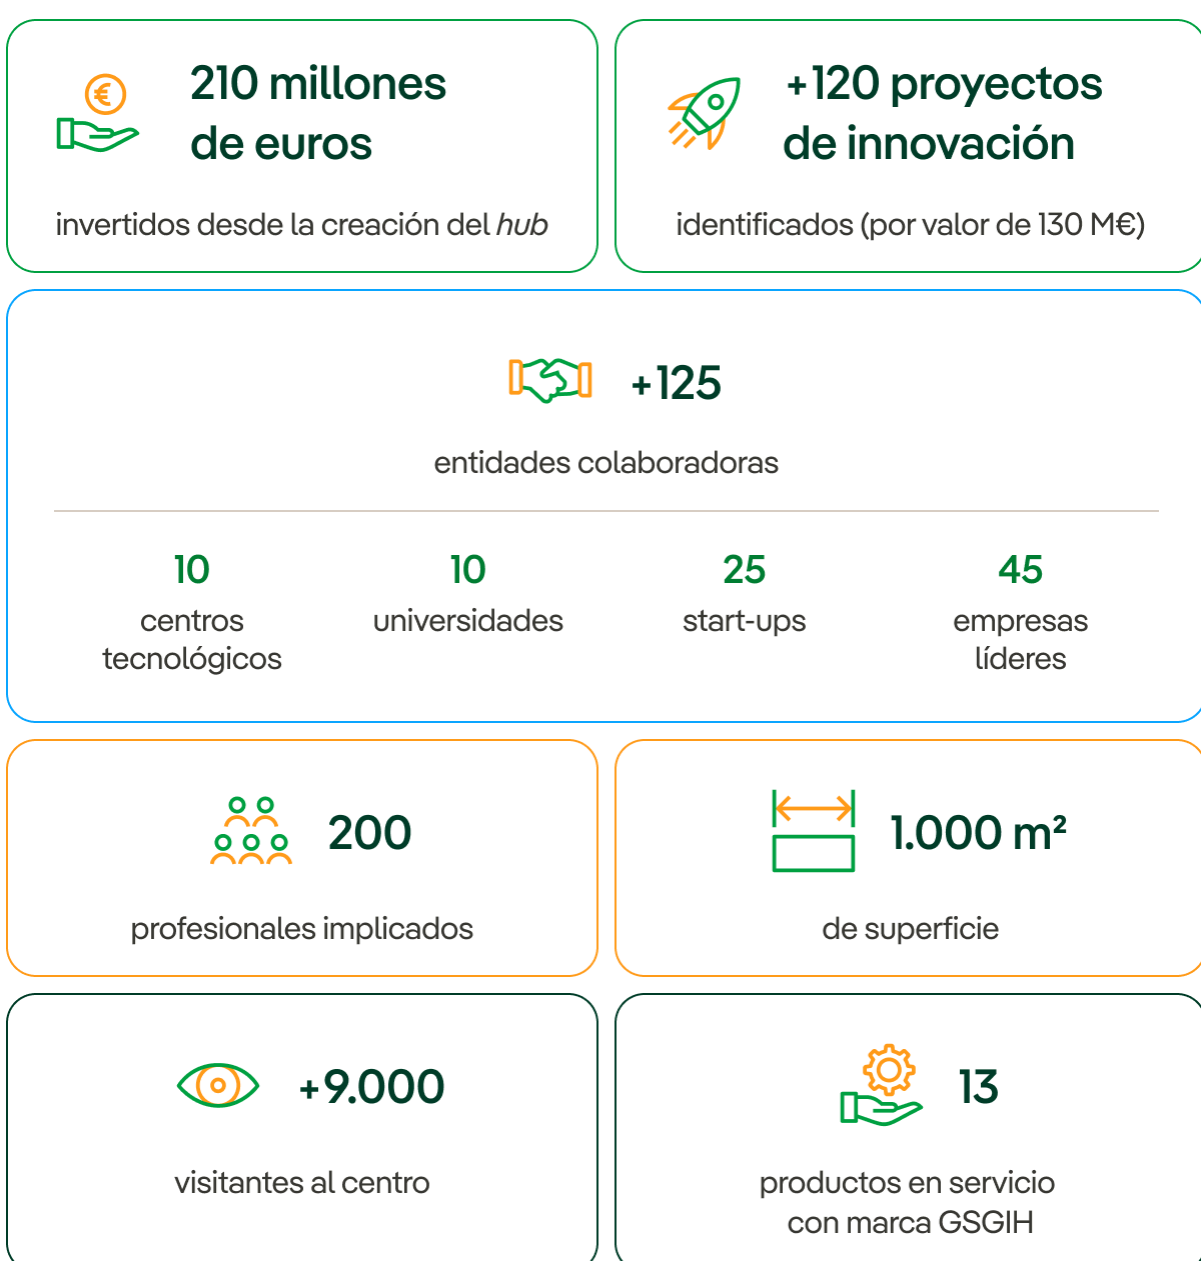 210 millones
de euros
invertidos desde la creación del hub
+120 proyectos
de innovación
identificados (por valor de 130 M€)
+125
entidades colaboradoras
10
centros
tecnológicos
10
universidades
25
start-ups
45
empresas
líderes
200
profesionales implicados
1.000 m²
de superficie
+9.000
visitantes al centro
13
productos en servicio
con marca GSGIH